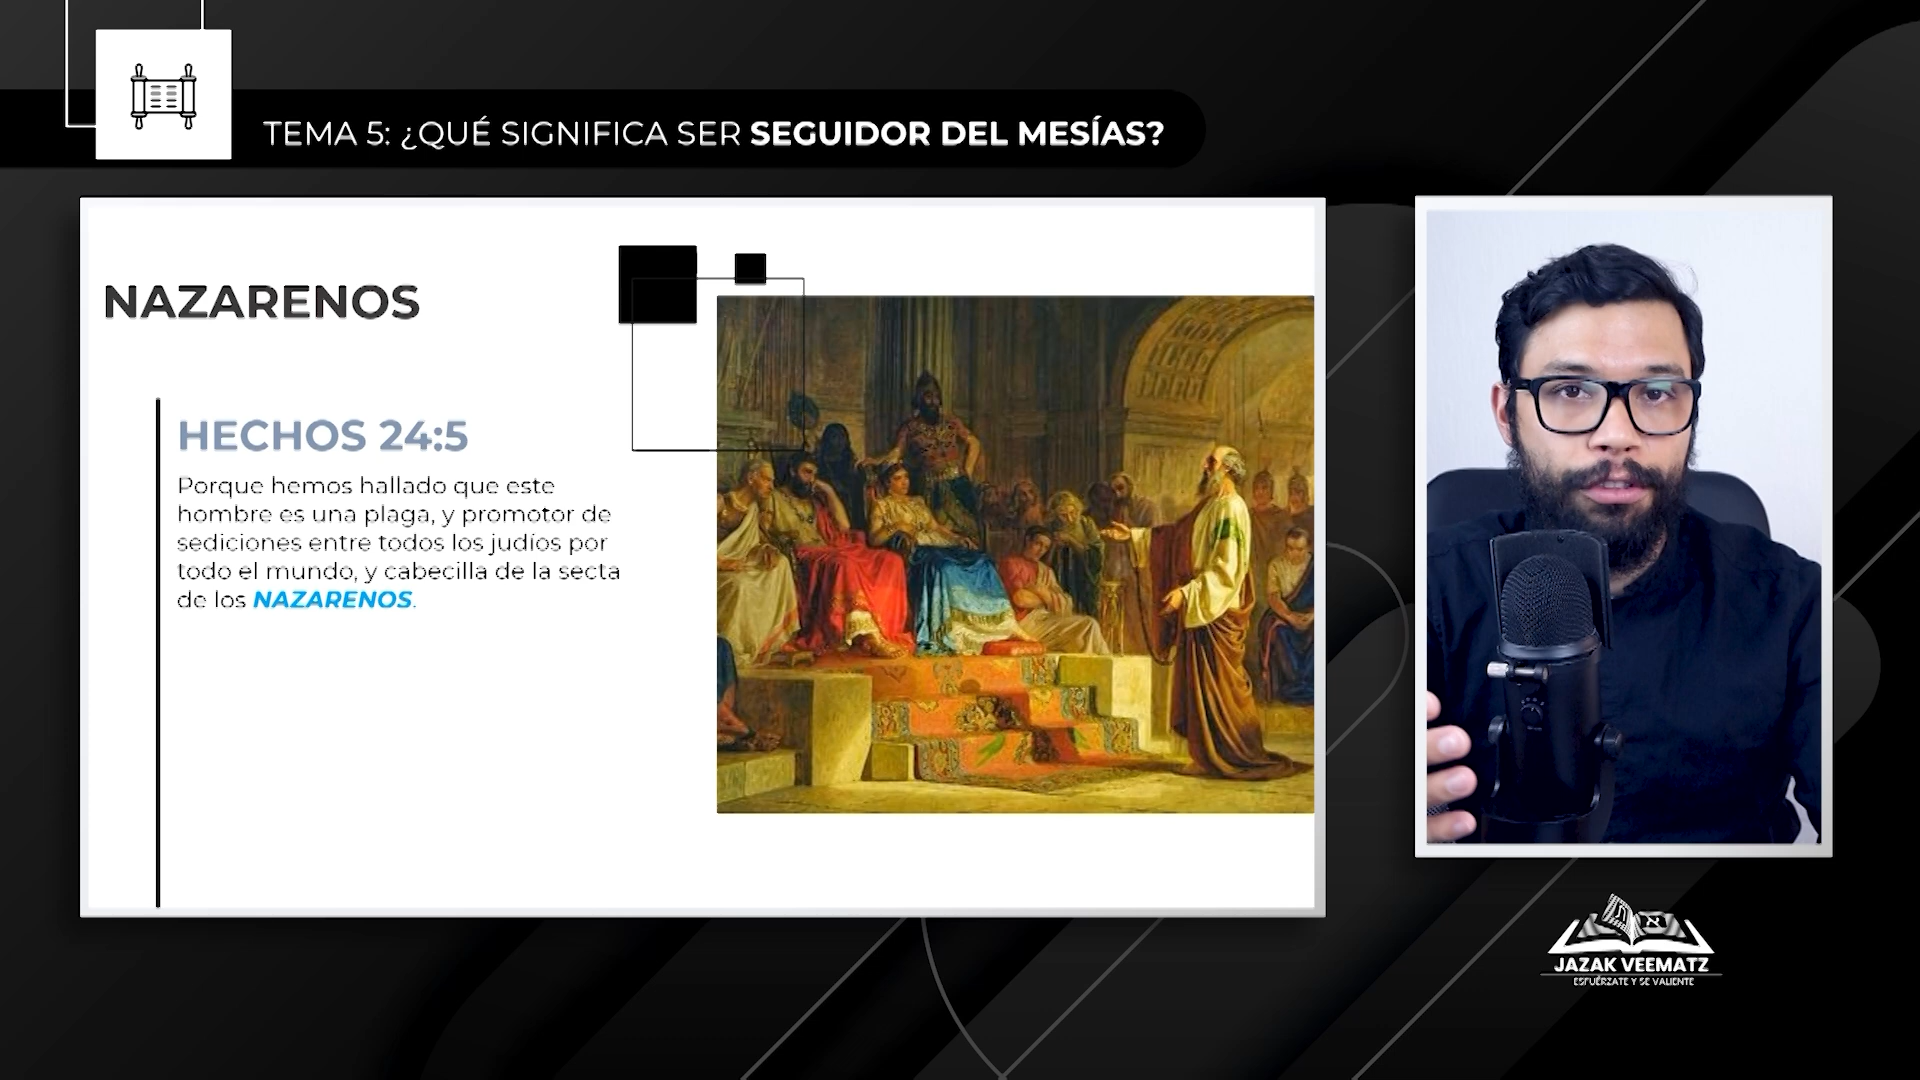 TEMA 5: ¿QUÉ SIGNIFICA SER SEGUIDOR DEL MESÍAS?
NAZARENOS
HECHOS 24:5
Porque hemos hallado que este
hombre es una plaga, y promotor de
sediciones entre todos los judíos por
todo el mundo, y cabecilla de la secta
de los NAZARENOS.
א
JAZAK VEEMATZ
ESFUÉRZATE Y SE VALIENTE